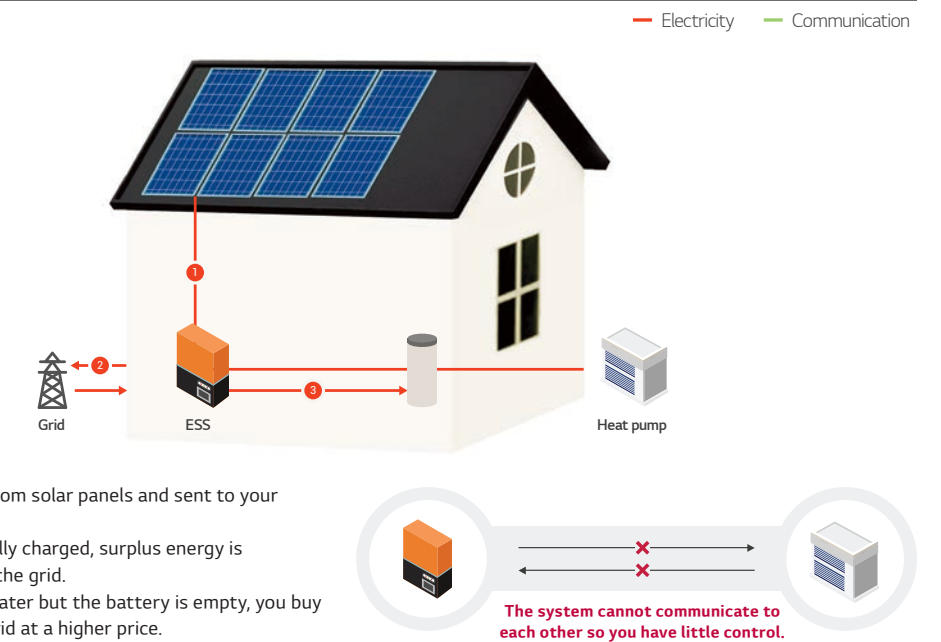 Electricity Communication
1
2
3
Grid
ESS
Heat pump
om solar panels and sent to your
lly charged, surplus energy is
the grid.
ater but the battery is empty, you buy
rid at a higher price.
The system cannot communicate to
each other so you have little control.